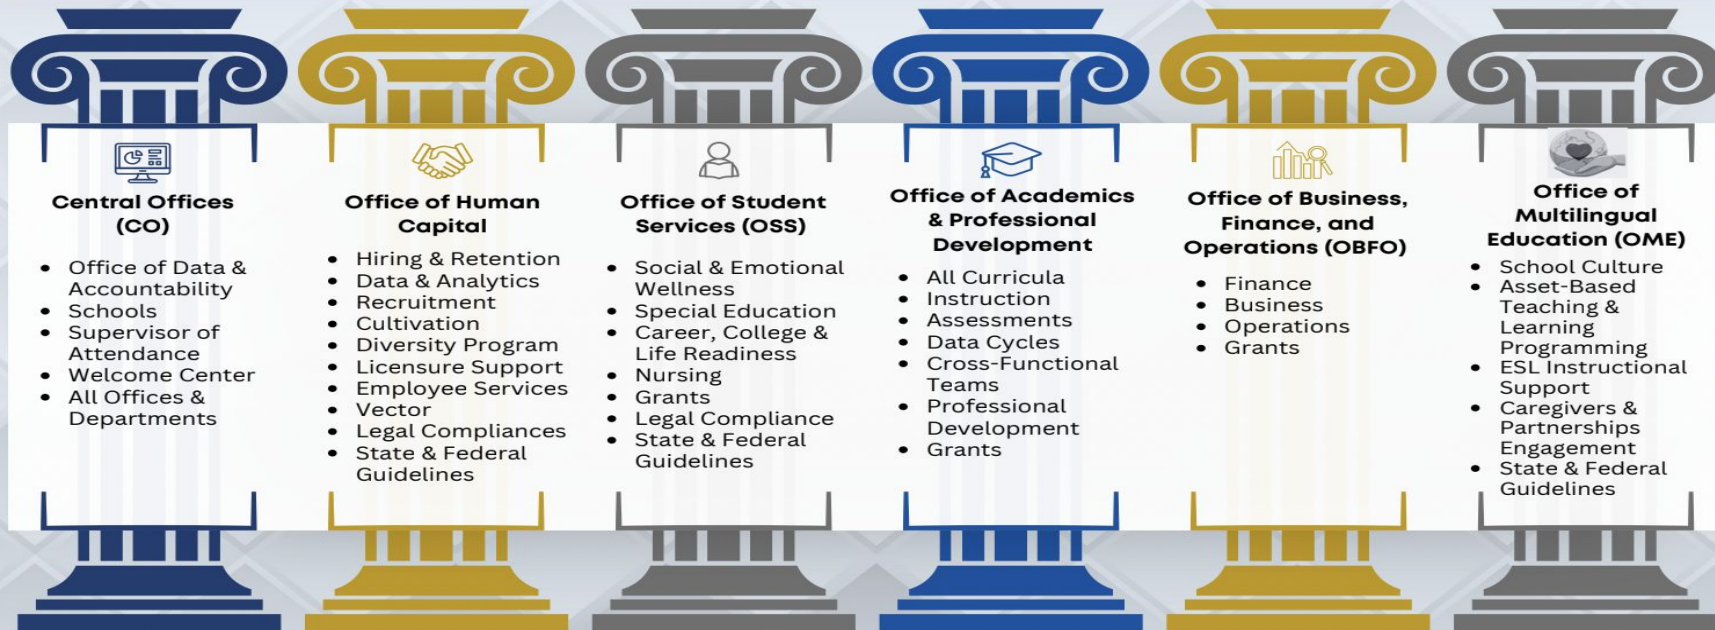 Central Offices
(CO)
• Office of Data &
Accountability
• Schools
• Supervisor of
Attendance
• Welcome Center
• All Offices &
Departments
Office of Human
Capital
• Hiring & Retention
• Data & Analytics
• Recruitment
• Cultivation
• Diversity Program
• Licensure Support
• Employee Services
• Vector
• Legal Compliances
• State & Federal
Guidelines
Office of Student
Services (OSS)
• Social & Emotional
Wellness
• Special Education
• Career, College &
Life Readiness
• Nursing
• Grants
• Legal Compliance
• State & Federal
Guidelines
Office of Academics
& Professional
Development
• All Curricula
• Instruction
• Assessments
• Data Cycles
• Cross-Functional
Teams
• Professional
Development
• Grants
Office of Business,
Finance, and
Operations (OBFO)
• Finance
• Business
• Operations
• Grants
Office of
Multilingual
Education (OME)
• School Culture
• Asset-Based
Teaching &
Learning
Programming
• ESL Instructional
Support
• Caregivers &
Partnerships
Engagement
• State & Federal
Guidelines